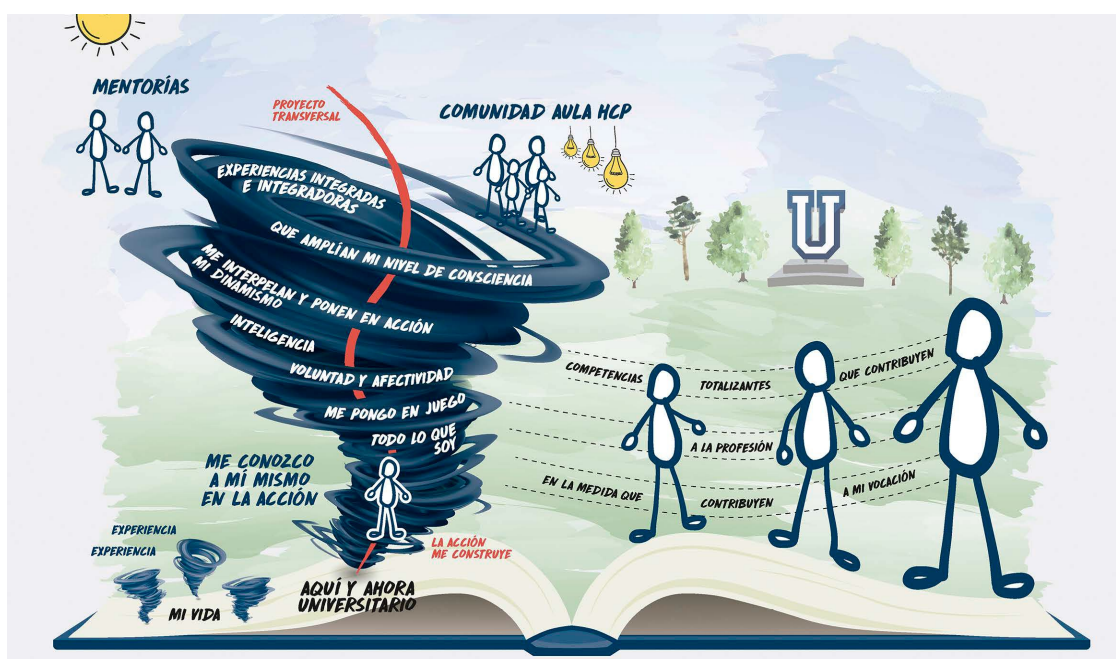 MENTORÍAS
PROYECTO
TRANSVERSAL
COMUNIDAD AULA HCP
EXPERIENCIAS INTEGRADAS
E INTEGRADORAS
QUE AMPLÍAN MI NIVEL DE CONSCIENCIA
ME INTERPELAN Y PONEN EN ACCIÓN
MI DINAMISMO
INTELIGENCIA
VOLUNTAD Y AFECTIVIDAD
ME PONGO EN JUEGO
TODO LO QUE
SOY
ME CONOZCO
A MÍ MISMO
EN LA ACCIÓN
EXPERIENCIA
EXPERIENCIA
MI VIDA
LA ACCIÓN
ME CONSTRUYE
AQUÍ Y AHORA
UNIVERSITARIO
U
COMPETENCIAS TOTALIZANTES QUE CONTRIBUYEN
A LA PROFESIÓN
EN LA MEDIDA QUE CONTRIBUYEN A MI VOCACIÓN